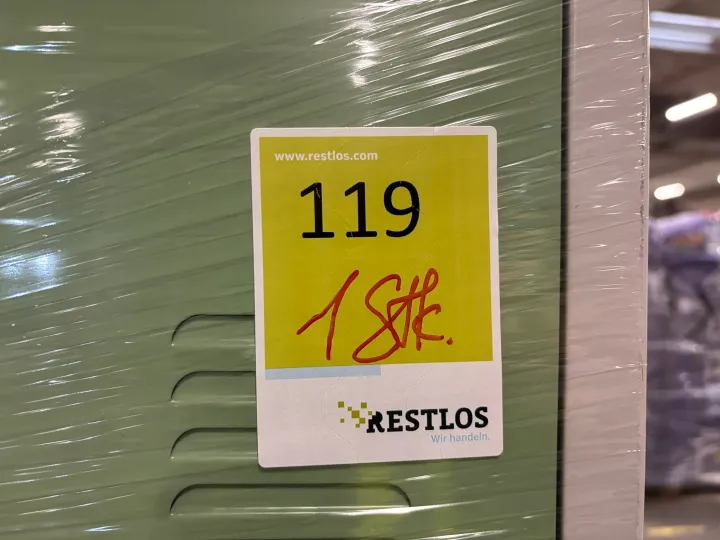 www.restlos.com
119
1 Stk.
RESTLOS
Wir handeln.